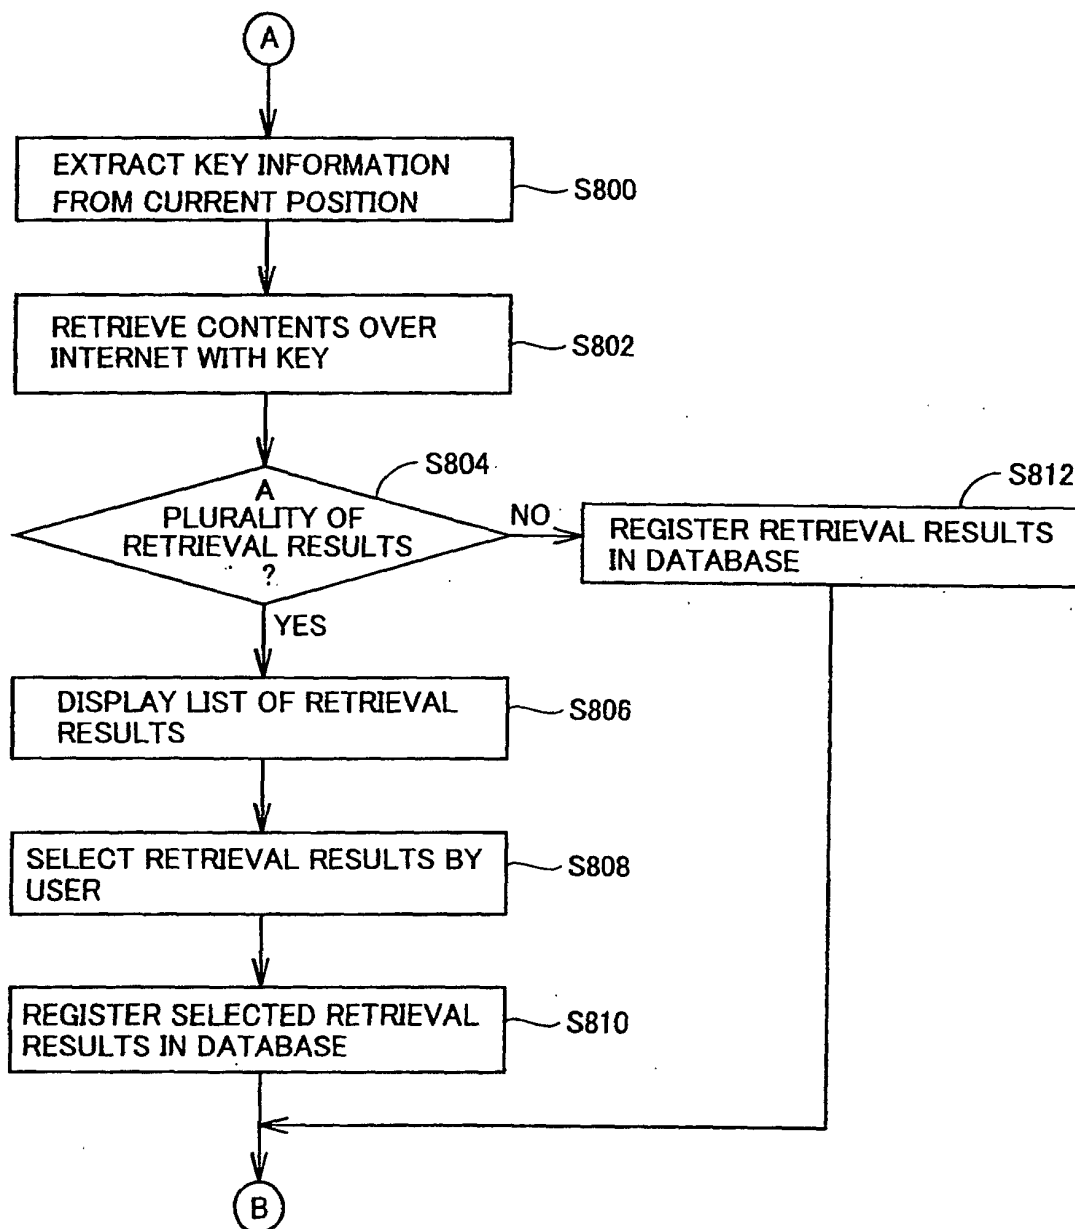 A
EXTRACT KEY INFORMATION
FROM CURRENT POSITION
S800
RETRIEVE CONTENTS OVER
INTERNET WITH KEY
S802
S804
A
PLURALITY OF
RETRIEVAL RESULTS
?
NO
YES
S812
REGISTER RETRIEVAL RESULTS
IN DATABASE
DISPLAY LIST OF RETRIEVAL
RESULTS
S806
SELECT RETRIEVAL RESULTS BY
USER
S808
REGISTER SELECTED RETRIEVAL
RESULTS IN DATABASE
S810
B